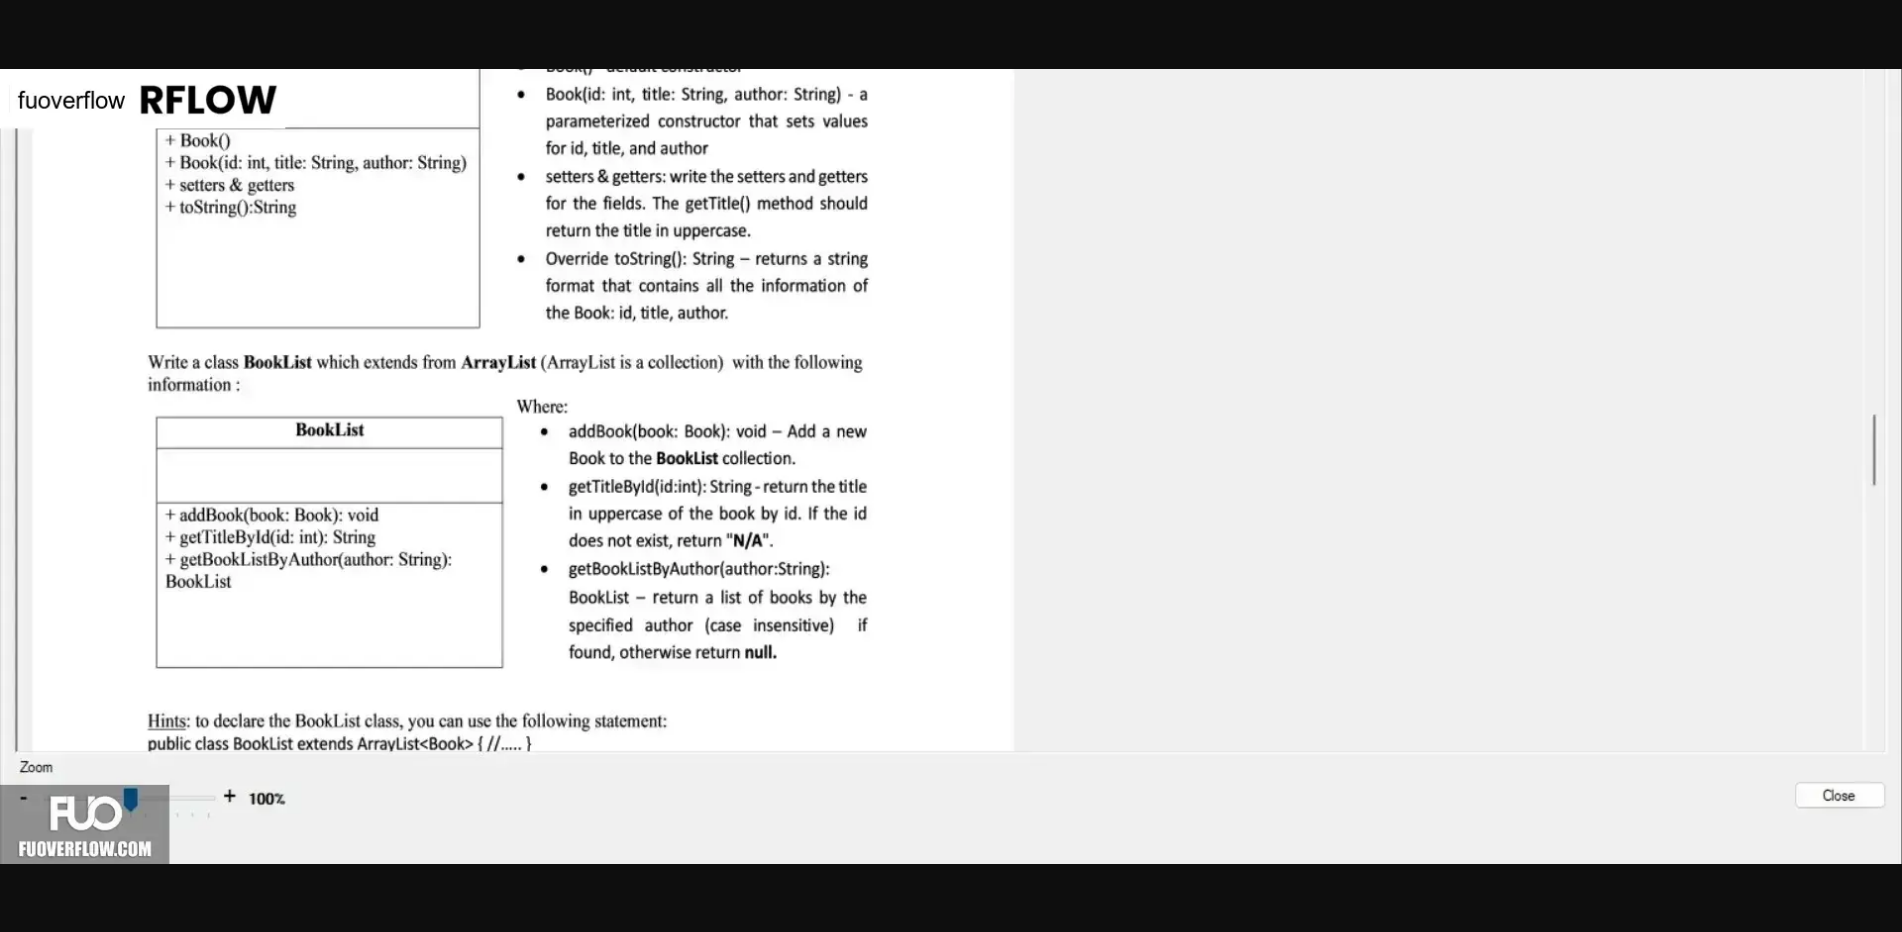 Book() - default constructor
fuoverflow RFLOW
• Book(id: int, title: String, author: String) - a
parameterized constructor that sets values
for id, title, and author
+ Book()
+ Book(id: int, title: String, author: String)
+ setters & getters
+ toString():String
• setters & getters: write the setters and getters
for the fields. The getTitle() method should
return the title in uppercase.
• Override toString(): String – returns a string
format that contains all the information of
the Book: id, title, author.
Write a class BookList which extends from ArrayList (ArrayList is a collection) with the following
information :
BookList
+ addBook(book: Book): void
+ getTitleById(id: int): String
+ getBookListByAuthor(author: String):
BookList
Where:
• addBook(book: Book): void – Add a new
Book to the BookList collection.
• getTitleById(id:int): String - return the title
in uppercase of the book by id. If the id
does not exist, return "N/A".
• getBookListByAuthor(author:String):
BookList – return a list of books by the
specified author (case insensitive) if
found, otherwise return null.
Hints: to declare the BookList class, you can use the following statement:
public class BookList extends ArrayList<Book> { //..... }
Zoom
- + 100%
Close
FUO
FUOVERFLOW.COM